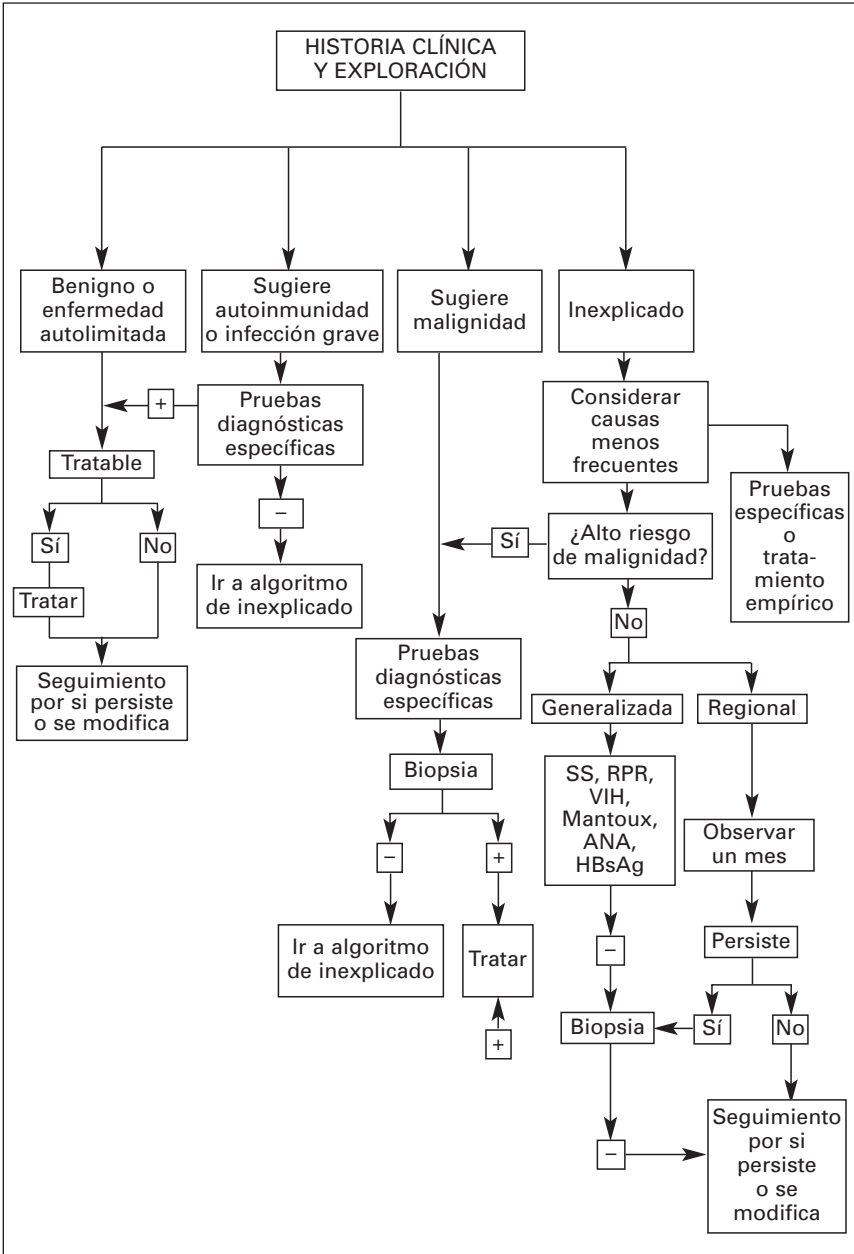 HISTORIA CLÍNICA
Y EXPLORACIÓN
Benigno o
enfermedad
autolimitada
Sugiere
autoinmunidad
o infección grave
Sugiere
malignidad
Inexplicado
+
Pruebas
diagnósticas
específicas
Considerar
causas
menos
frecuentes
Tratable
–
Sí
No
Ir a algoritmo
de inexplicado
Tratar
Seguimiento
por si persiste
o se modifica
Sí
¿Alto riesgo
de malignidad?
Pruebas
específicas
o
trata-
miento
empírico
No
Pruebas
diagnósticas
específicas
Generalizada
Regional
Biopsia
SS, RPR,
VIH,
Mantoux,
ANA,
HBsAg
Observar
un mes
–
+
Ir a algoritmo
de inexplicado
Tratar
+
–
Persiste
Biopsia
Sí
No
–
Seguimiento
por si
persiste
o se
modifica